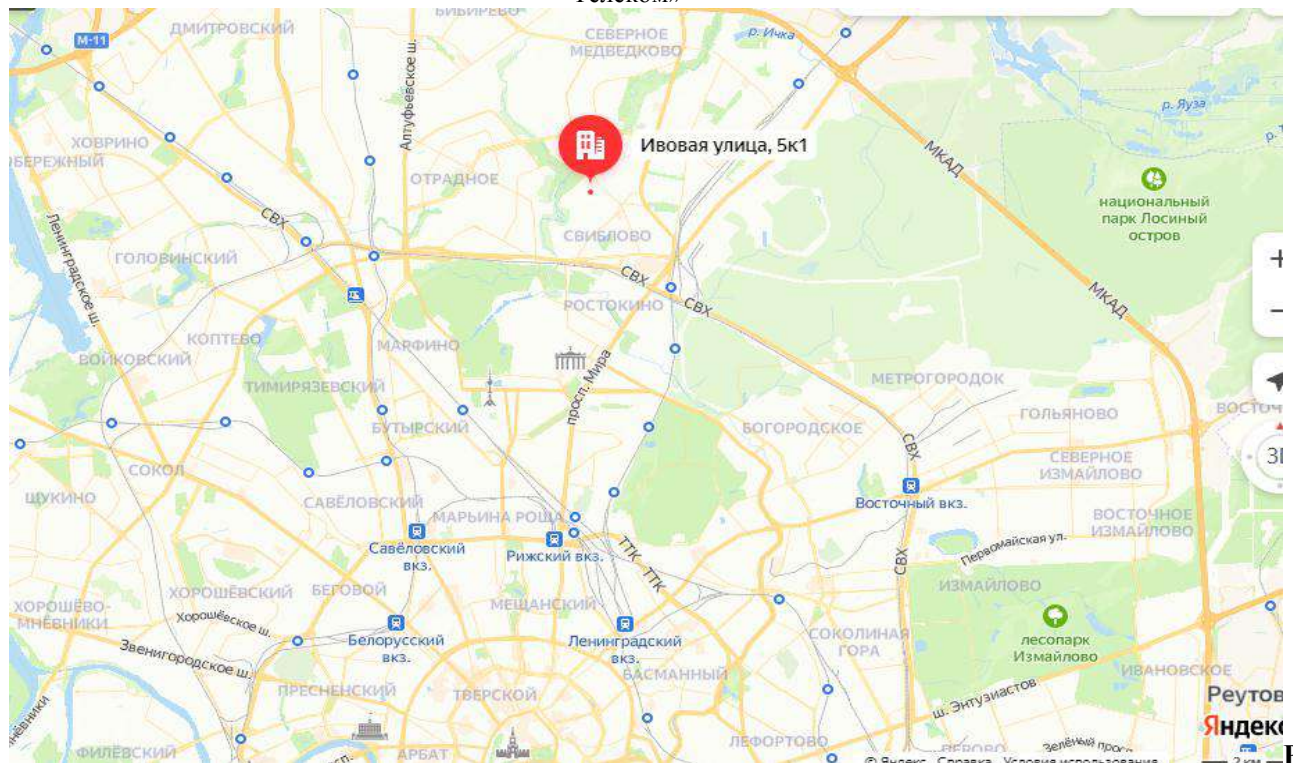 БИБИРЕВО
ДМИТРОВСКИЙ
СЕВЕРНОЕ
МЕДВЕДКОВО
р. Ичка
М-11
Алтуфьевское ш.
р. Яуза
ХОВРИНО
Ивовая улица, 5к1
МКАД
ОТРАДНОЕ
национальный
парк Лосиный
остров
СВХ
Ленинградское ш.
СВИБЛОВО
ГОЛОВИНСКИЙ
СВХ
МКАД
РОСТОКИНО
СВХ
КОПТЕВО
МАРФИНО
ВОЙКОВСКИЙ
просп. Мира
ТИМИРЯЗЕВСКИЙ
МЕТРОГОРОДОК
ГОЛЬЯНОВО
БУТЫРСКИЙ
БОГОРОДСКОЕ
СВХ
СЕВЕРНОЕ
ИЗМАЙЛОВО
СОКОЛ
ЩУКИНО
САВЁЛОВСКИЙ
Восточный вкз.
МАРЬИНА РОЩА
ВОСТОЧНОЕ
ИЗМАЙЛОВО
Савёловский
вкз.
Рижский вкз.
ТТК
ТТК
Первомайская ул.
СВХ
ХОРОШЁВСКИЙ
БЕГОВОЙ
ИЗМАЙЛОВО
ХОРОШЁВО-
МНЁВНИКИ
Хорошёвское ш.
МЕЩАНСКИЙ
Белорусский
вкз.
Ленинградский
вкз.
СОКОЛИНАЯ
ГОРА
лесопарк
Измайлово
Звенигородское ш.
БАСМАННЫЙ
ИВАНОВСКОЕ
ПРЕСНЕНСКИЙ
ТВЕРСКОЙ
ш. Энтузиастов
Реутов
ФИЛЁВСКИЙ
АРБАТ
ЛЕФОРТОВО
2 км